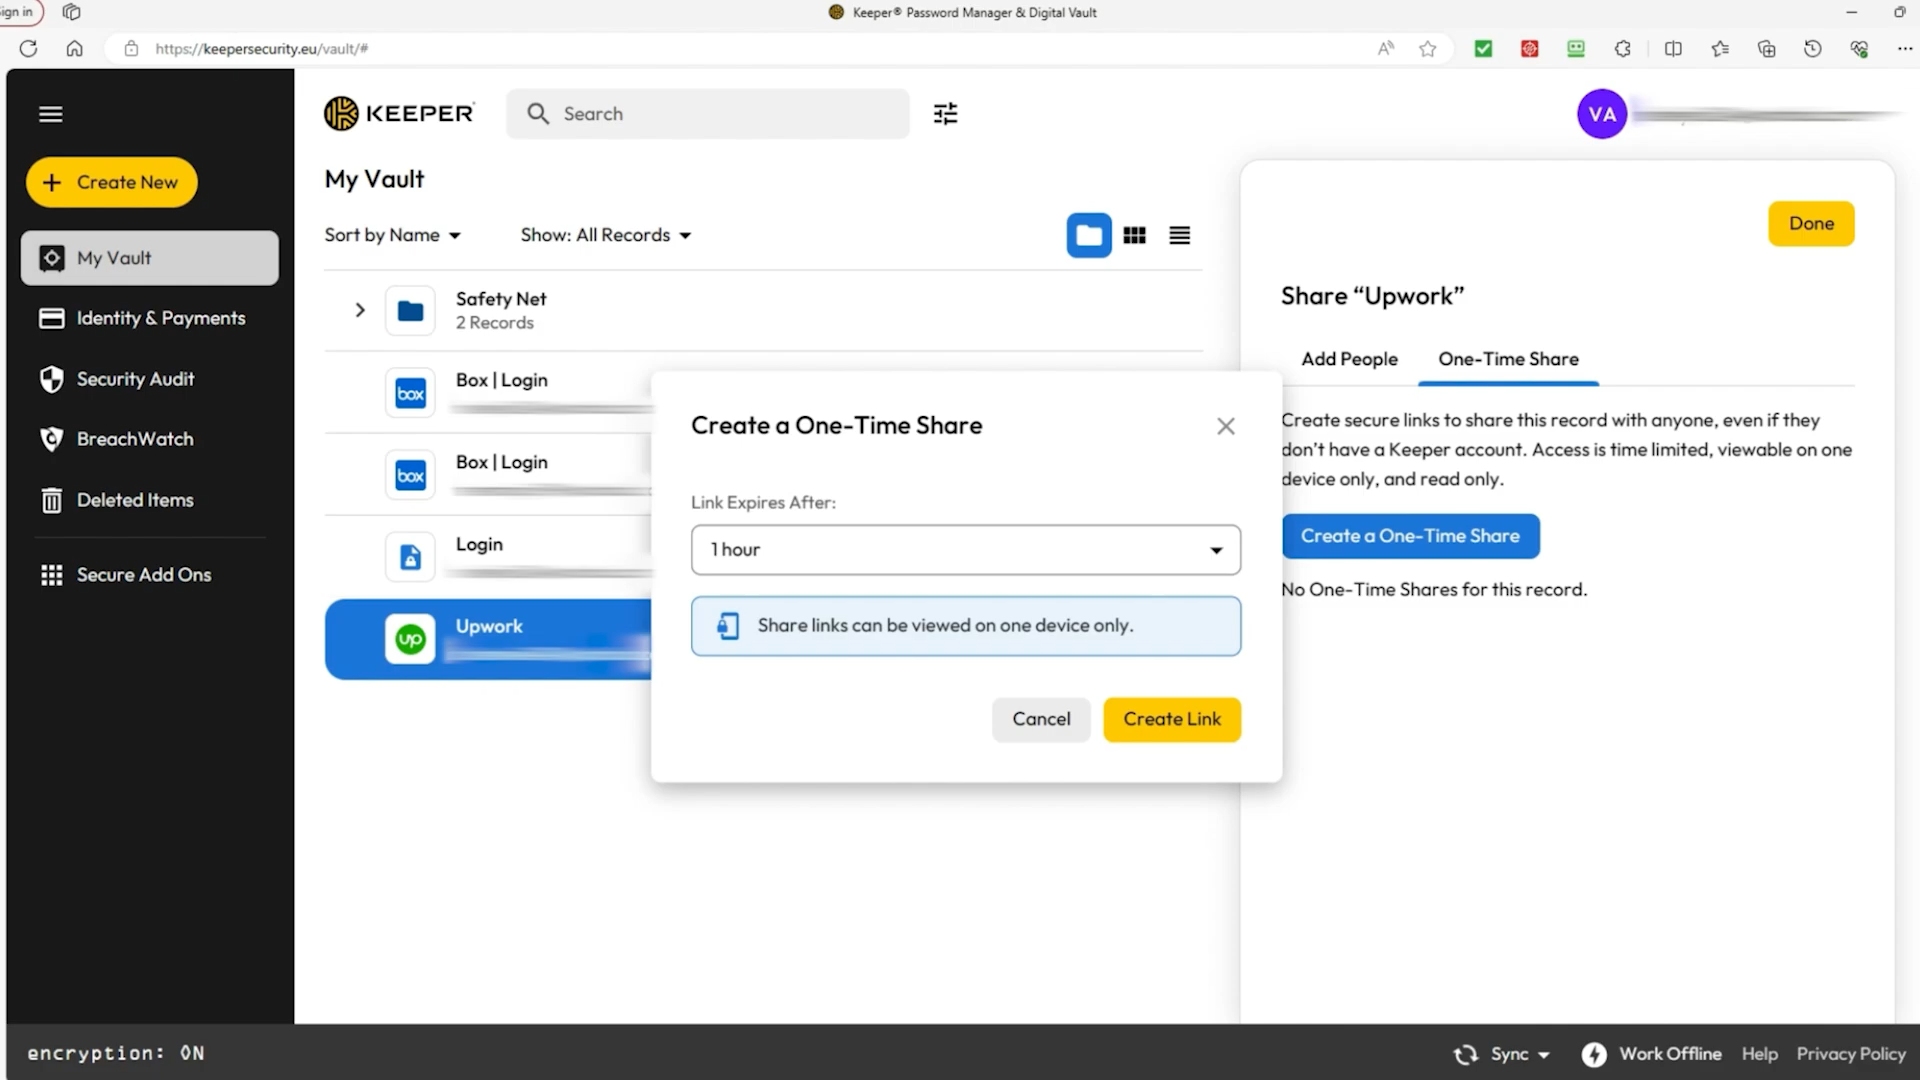 ign in
Keeper® Password Manager & Digital Vault
https://keepersecurity.eu/vault/#
KEEPER
Search
VA
Create New
My Vault
Identity & Payments
Security Audit
BreachWatch
Deleted Items
Secure Add Ons
My Vault
Sort by Name
Show: All Records
Safety Net
2 Records
box
Box | Login
box
Box | Login
Login
up
Upwork
Create a One-Time Share
Link Expires After:
1 hour
Share links can be viewed on one device only.
Cancel
Create Link
Done
Share “Upwork”
Add People
One-Time Share
Create secure links to share this record with anyone, even if they
don’t have a Keeper account. Access is time limited, viewable on one
device only, and read only.
Create a One-Time Share
No One-Time Shares for this record.
encryption: ON
Sync
Work Offline
Help
Privacy Policy